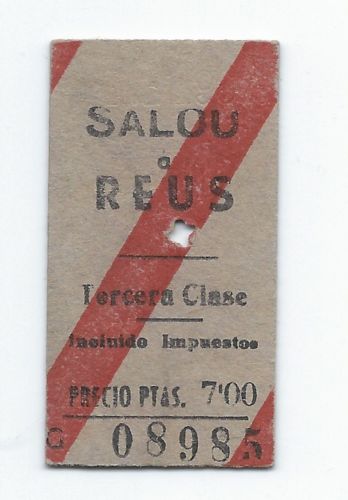 SALOU
a
REUS
Tercera Clase
Incluido Impuestos
PRECIO PTAS. 7'00
G 08985